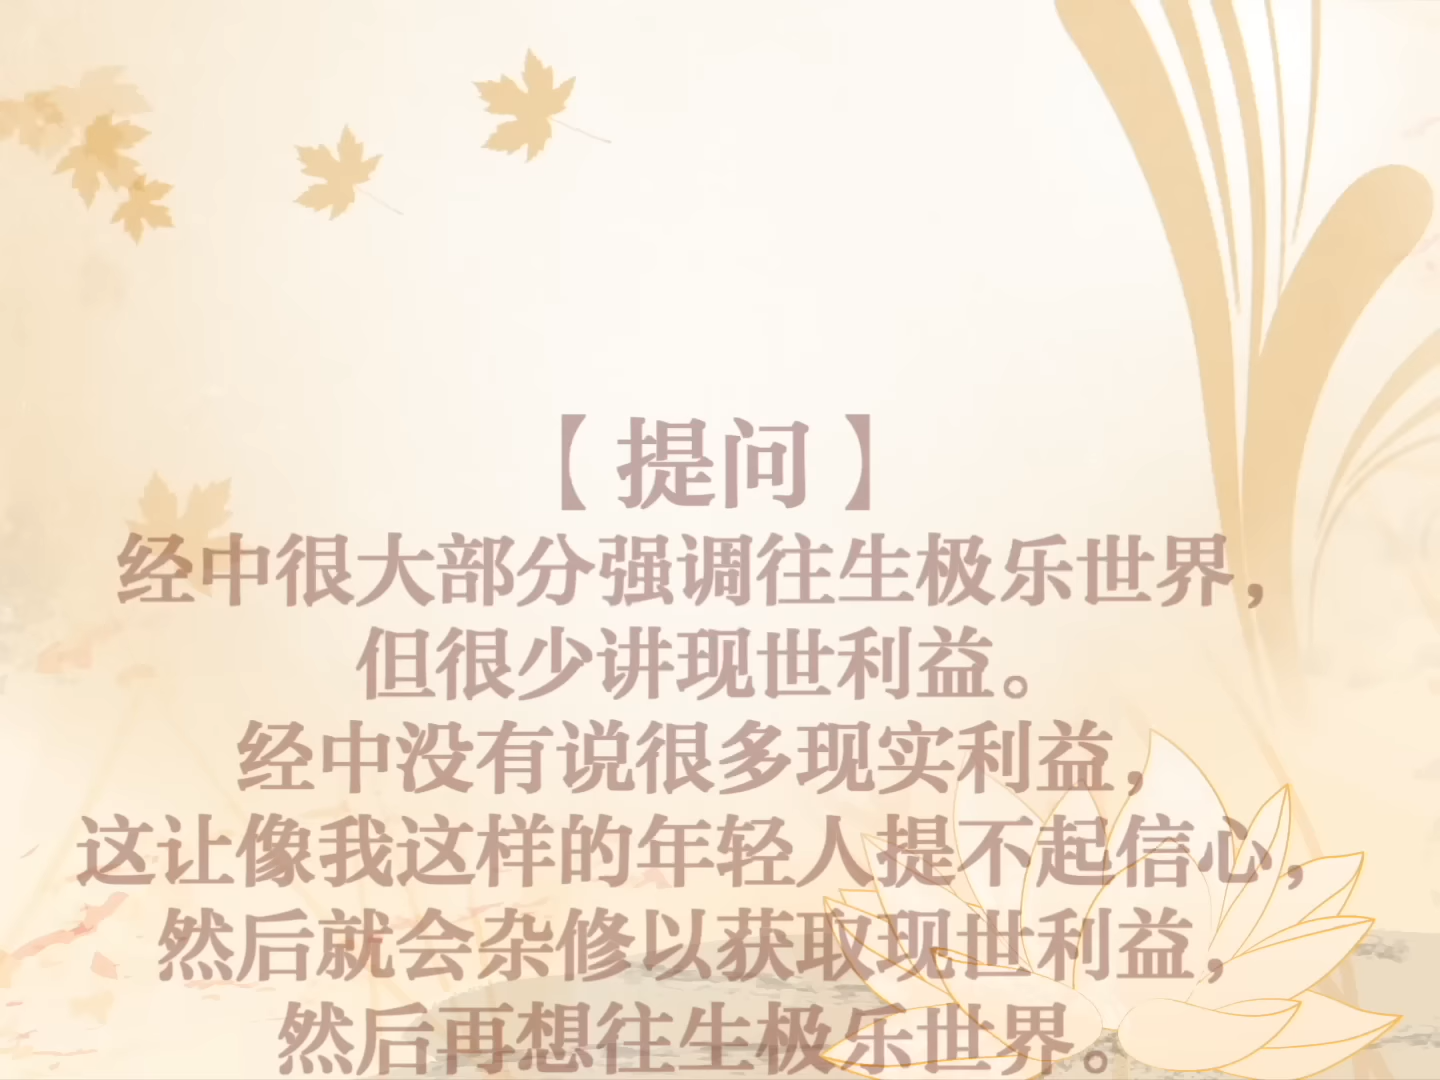 【提问】
经中很大部分强调往生极乐世界，
但很少讲现世利益。
经中没有说很多现实利益，
这让像我这样的年轻人提不起信心，
然后就会杂修以获取现世利益，
然后再想往生极乐世界。